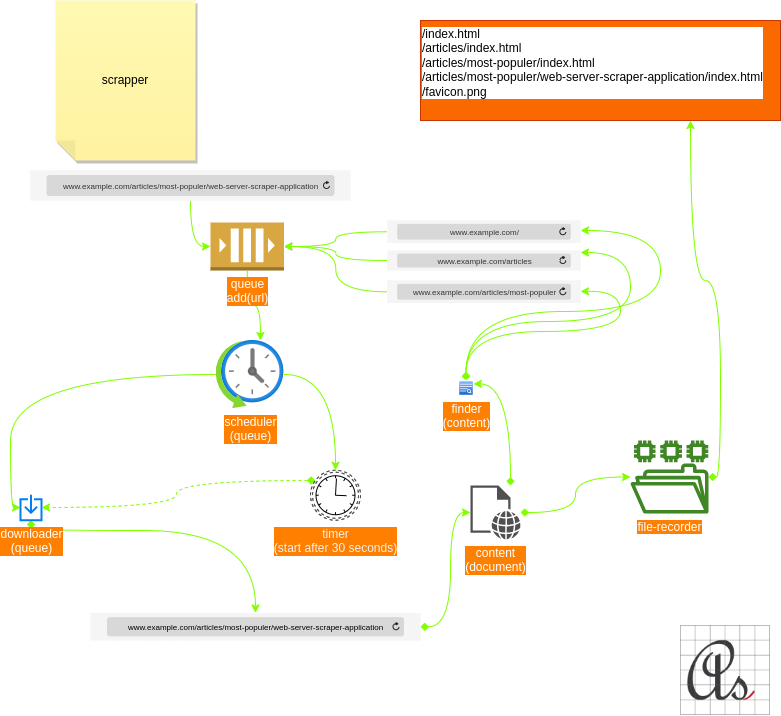 scrapper
/index.html
/articles/index.html
/articles/most-populer/index.html
/articles/most-populer/web-server-scraper-application/index.html
/favicon.png
www.example.com/articles/most-populer/web-server-scraper-application
www.example.com/
www.example.com/articles
www.example.com/articles/most-populer
queue
add(url)
scheduler
(queue)
finder
(content)
downloader
(queue)
timer
(start after 30 seconds)
content
(document)
file-recorder
www.example.com/articles/most-populer/web-server-scraper-application